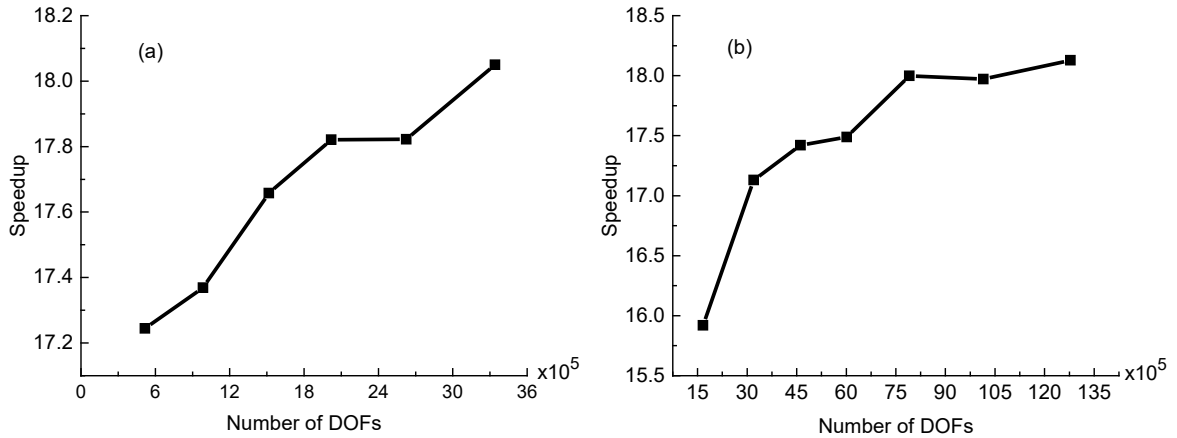 (a)
Speedup
18.2
18.0
17.8
17.6
17.4
17.2
0 6 12 18 24 30 36 x10^5
Number of DOFs
(b)
Speedup
18.5
18.0
17.5
17.0
16.5
16.0
15.5
15 30 45 60 75 90 105 120 135 x10^5
Number of DOFs